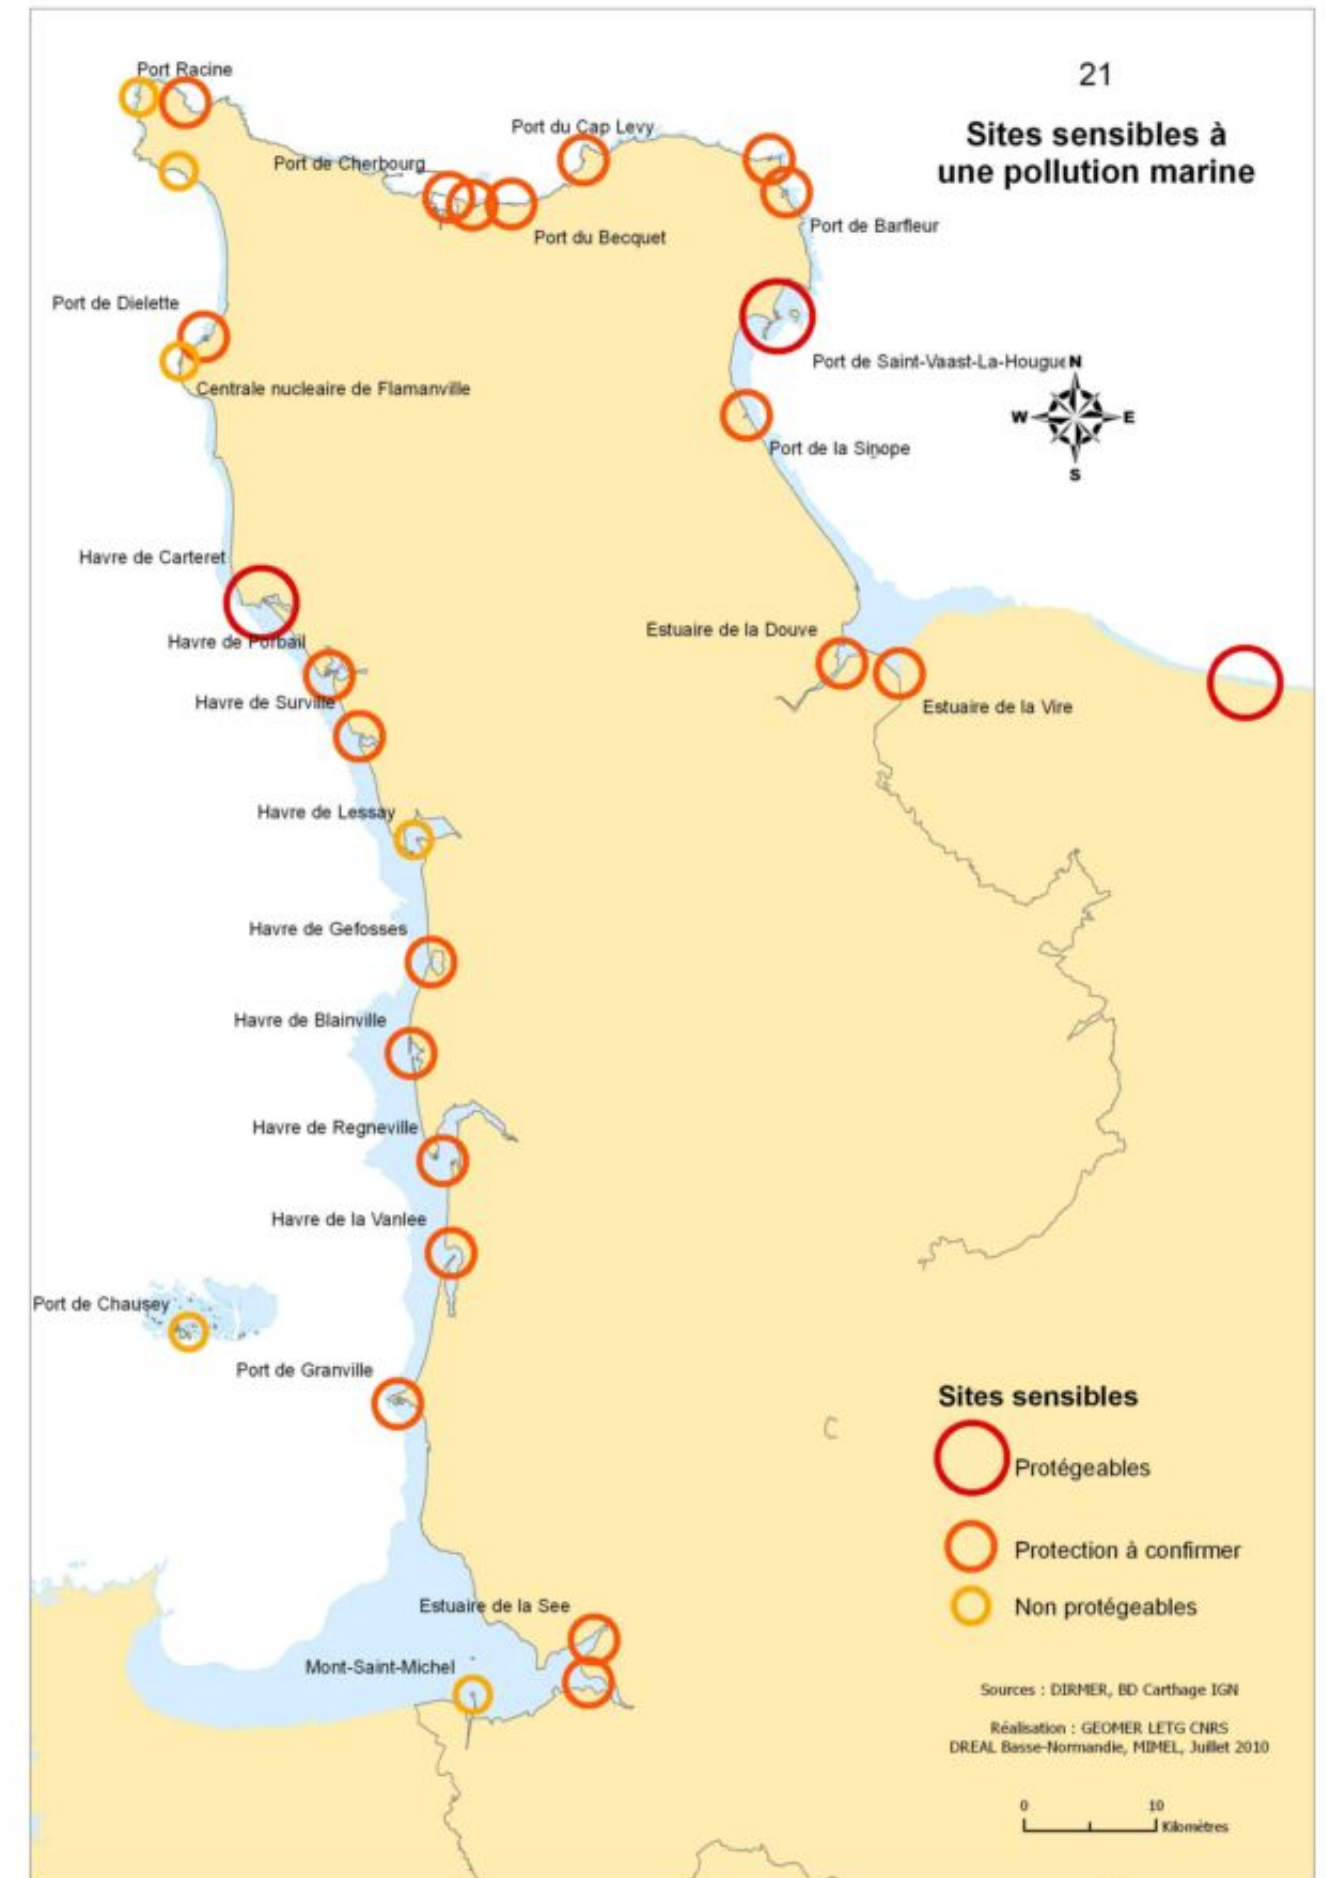 21
Sites sensibles à
une pollution marine
Port Racine
Port du Cap Levy
Port de Cherbourg
Port du Becquet
Port de Barfleur
Port de Dielette
Port de Saint-Vaast-La-Hougue
N
W
E
S
Centrale nucleaire de Flamanville
Port de la Sinope
Havre de Carteret
Estuaire de la Douve
Havre de Porbail
Havre de Surville
Estuaire de la Vire
Havre de Lessay
Havre de Gefosses
Havre de Blainville
Havre de Regneville
Havre de la Vanlee
Port de Chausey
Port de Granville
Sites sensibles
Protégeables
Protection à confirmer
Non protégeables
Estuaire de la See
Mont-Saint-Michel
Sources : DIRMER, BD Carthage IGN
Réalisation : GEOMER LETG CNRS
DREAL Basse-Normandie, MIMEL, Juillet 2010
0 10
Kilomètres